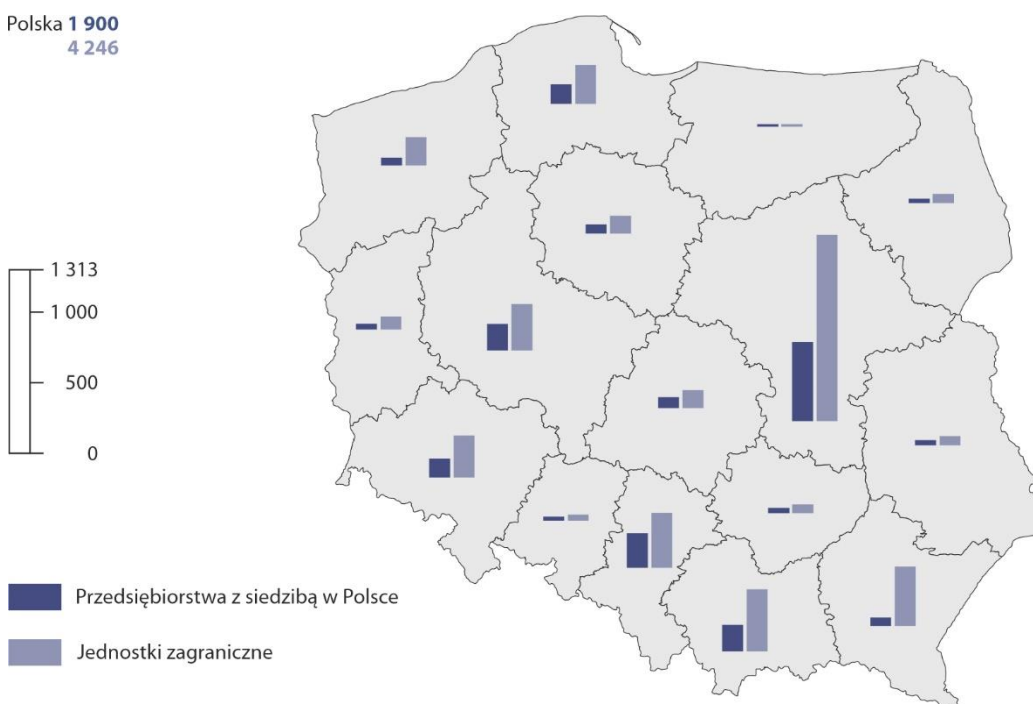 Polska 1 900
4 246
1 313
1 000
500
0
Przedsiębiorstwa z siedzibą w Polsce
Jednostki zagraniczne